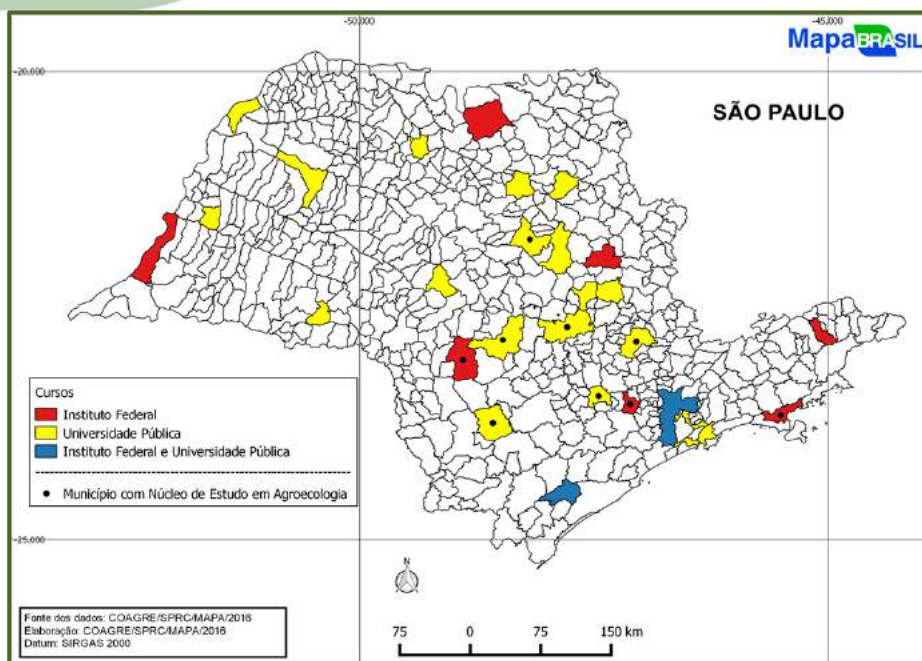 -50,000
-45,000
MapaBRASIL
-20,000
SÃO PAULO
Cursos
Instituto Federal
Universidade Pública
Instituto Federal e Universidade Pública
Município com Núcleo de Estudo em Agroecologia
-25,000
N
Fonte dos dados: COAGRE/SPRC/MAPA/2016
Elaboração: COAGRE/SPRC/MAPA/2016
Datum: SIRGAS 2000
75 0 75 150 km